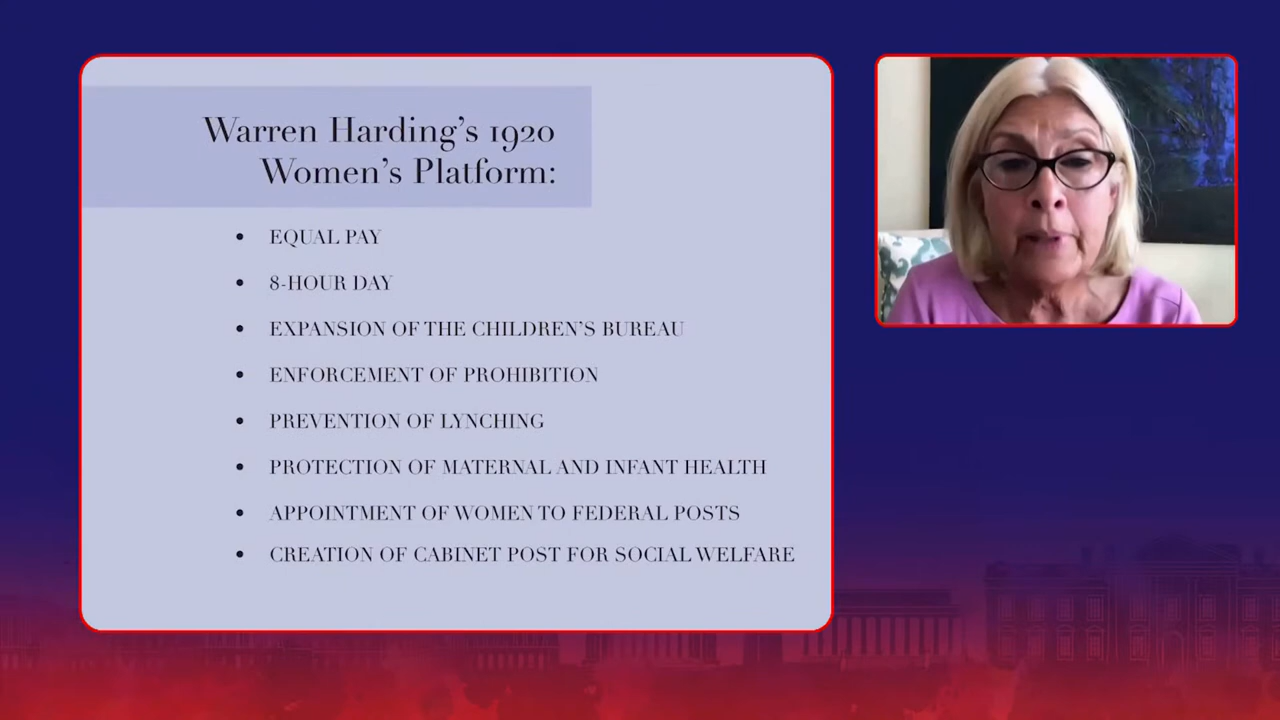 Warren Harding's 1920
Women's Platform:
• EQUAL PAY
• 8-HOUR DAY
• EXPANSION OF THE CHILDREN'S BUREAU
• ENFORCEMENT OF PROHIBITION
• PREVENTION OF LYNCHING
• PROTECTION OF MATERNAL AND INFANT HEALTH
• APPOINTMENT OF WOMEN TO FEDERAL POSTS
• CREATION OF CABINET POST FOR SOCIAL WELFARE